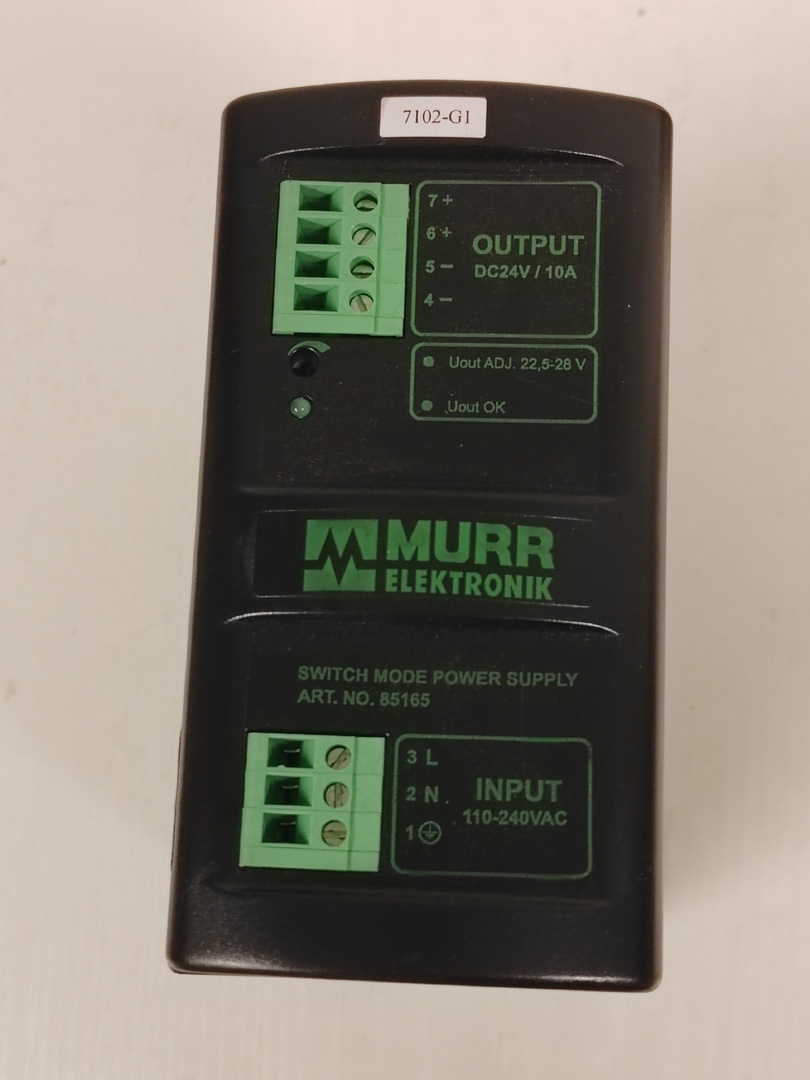 7102-G1
7 +
6 +
5 –
4 –
OUTPUT
DC24V / 10A
Uout ADJ. 22,5-28 V
Uout OK
MURR
ELEKTRONIK
SWITCH MODE POWER SUPPLY
ART. NO. 85165
3 L
2 N
1
INPUT
110-240VAC